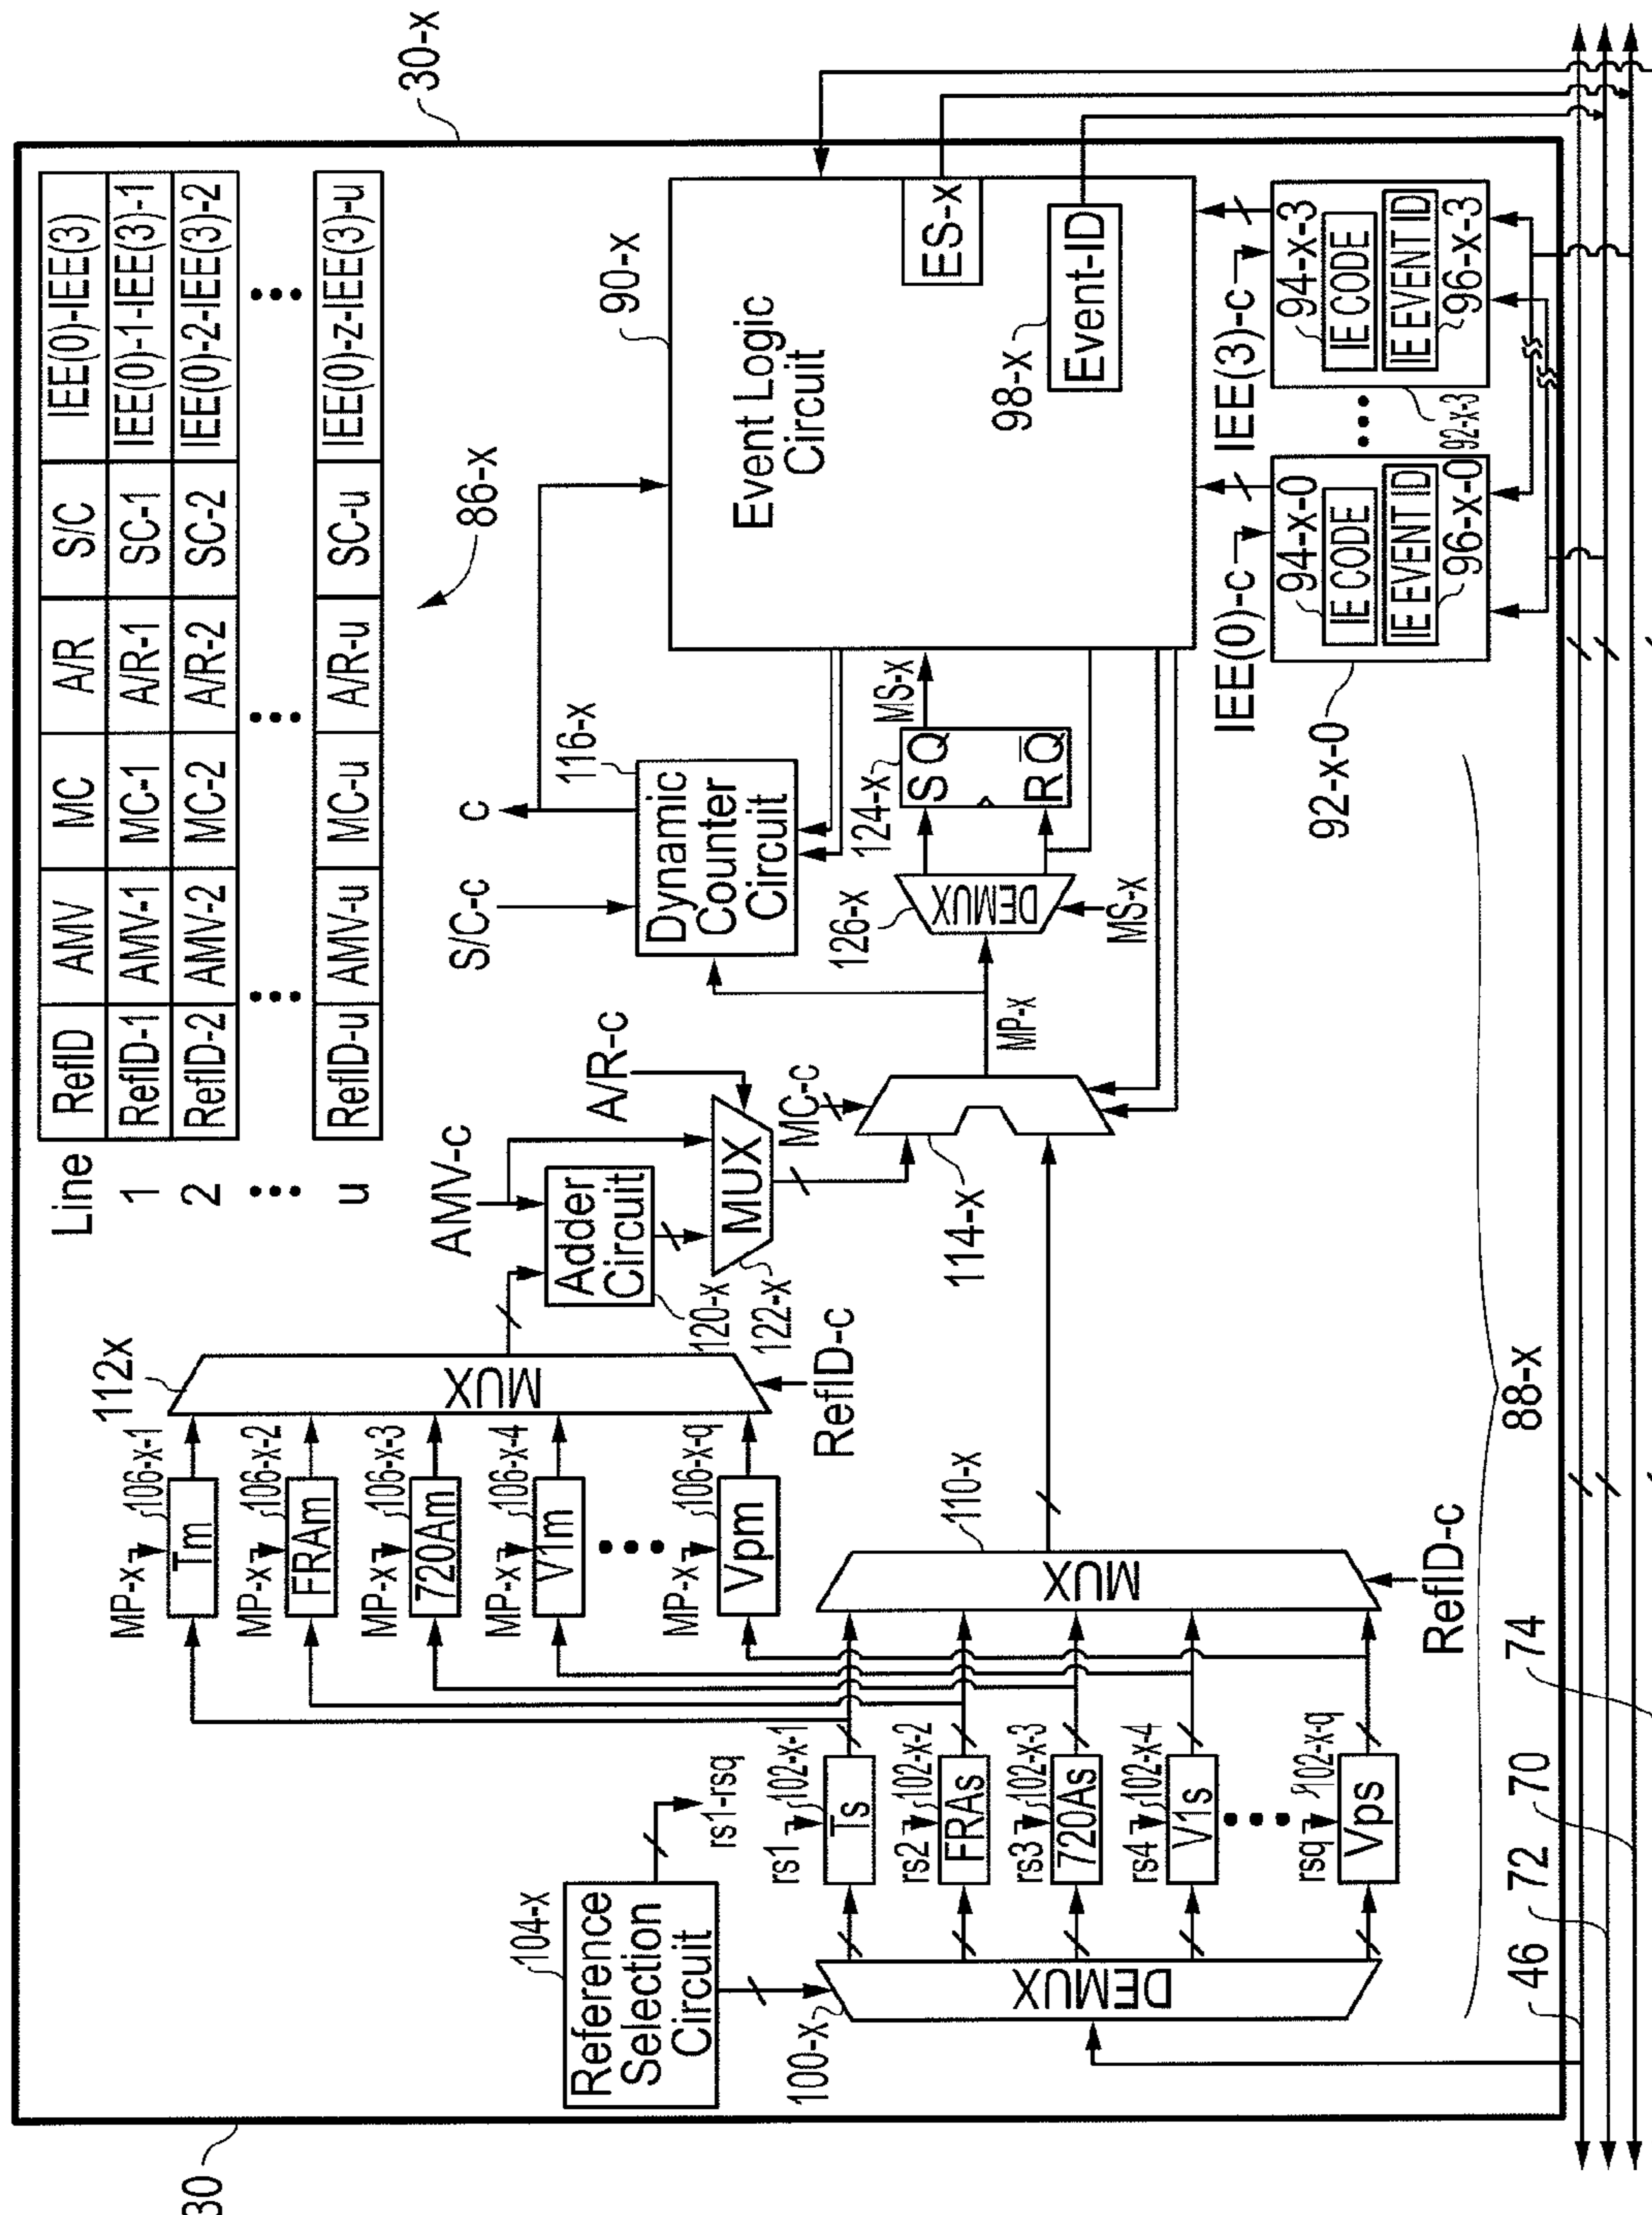 30
30-x
Line RefID AMV MC A/R S/C IEE(0)-IEE(3)
1 RefID-1 AMV-1 MC-1 A/R-1 SC-1 IEE(0)-1-IEE(3)-1
2 RefID-2 AMV-2 MC-2 A/R-2 SC-2 IEE(0)-2-IEE(3)-2
u RefID-u AMV-u MC-u A/R-u SC-u IEE(0)-z-IEE(3)-u
86-x
112x
MP-x 106-x-1
Tm
MP-x 106-x-2
FRAm
MP-x 106-x-3
720Am
MP-x 106-x-4
V1m
MP-x 106-x-q
Vpm
MUX
RefID-c
AMV-c
Adder
Circuit
120-x
A/R-c
MUX
122-x
S/C-c
c
116-x
Dynamic
Counter
Circuit
90-x
Event Logic
Circuit
ES-x
98-x
Event-ID
104-x
Reference
Selection
Circuit
rs1-rsq
100-x
DEMUX
rs1 102-x-1
Ts
rs2 102-x-2
FRAs
rs3 102-x-3
720As
rs4 102-x-4
V1s
rsq 102-x-q
Vps
110-x
MUX
RefID-c
MC-c
114-x
MP-x
126-x
DEMUX
MS-x
124-x
S Q
R Q̅
MS-x
IEE(0)-c
94-x-0
IE CODE
IE EVENT ID
96-x-0
92-x-0
IEE(3)-c
94-x-3
IE CODE
IE EVENT ID
96-x-3
92-x-3
88-x
46 72 70 74